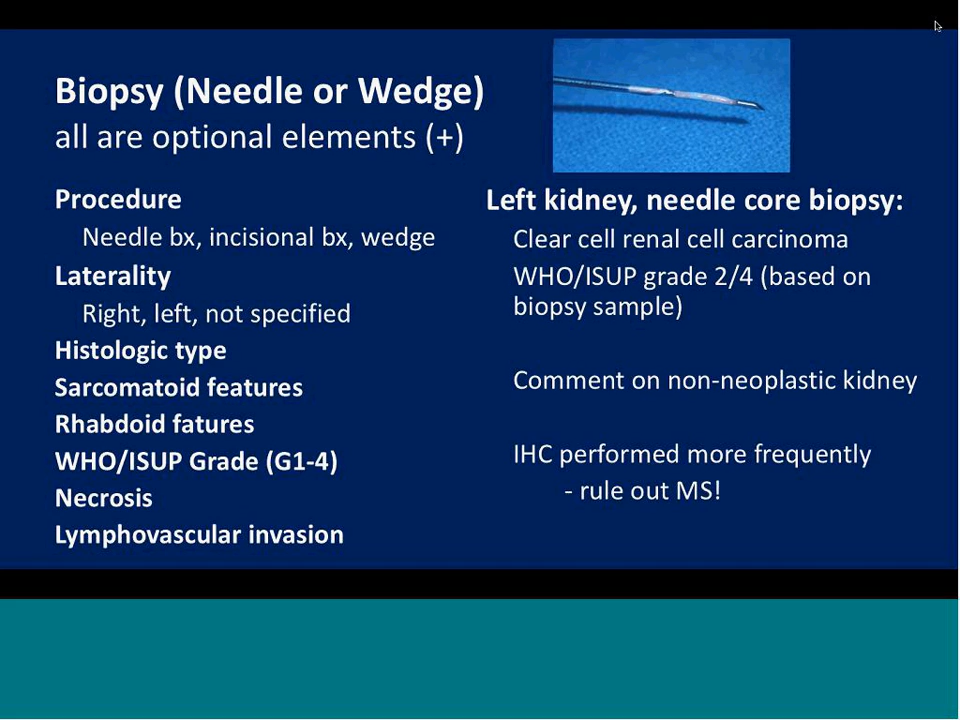 Biopsy (Needle or Wedge)
all are optional elements (+)
Procedure
Needle bx, incisional bx, wedge
Laterality
Right, left, not specified
Histologic type
Sarcomatoid features
Rhabdoid fatures
WHO/ISUP Grade (G1-4)
Necrosis
Lymphovascular invasion
Left kidney, needle core biopsy:
Clear cell renal cell carcinoma
WHO/ISUP grade 2/4 (based on
biopsy sample)
Comment on non-neoplastic kidney
IHC performed more frequently
- rule out MS!